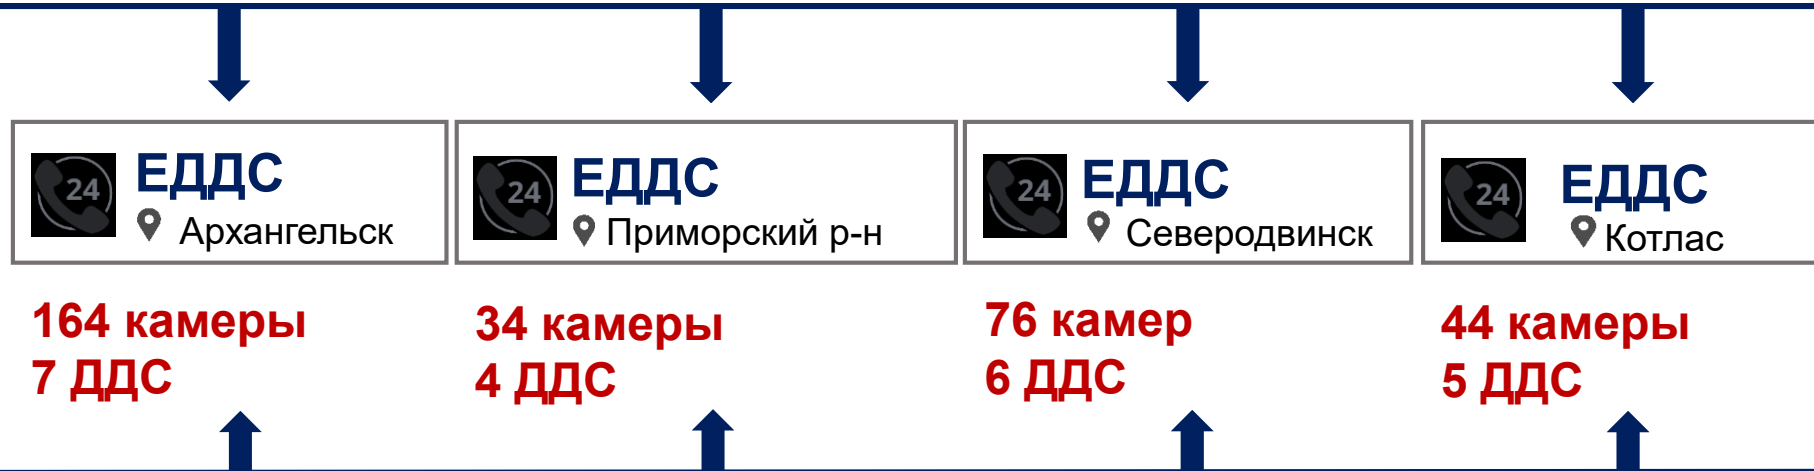 24 ЕДДС
Архангельск
164 камеры
7 ДДС
24 ЕДДС
Приморский р-н
34 камеры
4 ДДС
24 ЕДДС
Северодвинск
76 камер
6 ДДС
24 ЕДДС
Котлас
44 камеры
5 ДДС